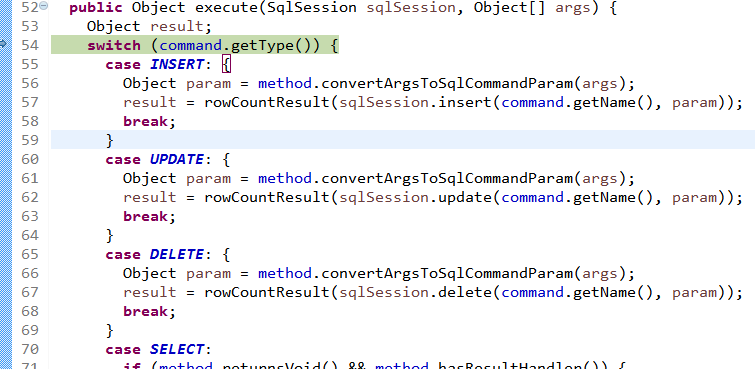 52 public Object execute(SqlSession sqlSession, Object[] args) {
53 Object result;
54 switch (command.getType()) {
55 case INSERT: {
56 Object param = method.convertArgsToSqlCommandParam(args);
57 result = rowCountResult(sqlSession.insert(command.getName(), param));
58 break;
59 }
60 case UPDATE: {
61 Object param = method.convertArgsToSqlCommandParam(args);
62 result = rowCountResult(sqlSession.update(command.getName(), param));
63 break;
64 }
65 case DELETE: {
66 Object param = method.convertArgsToSqlCommandParam(args);
67 result = rowCountResult(sqlSession.delete(command.getName(), param));
68 break;
69 }
70 case SELECT:
71 if (method.returnsVoid() && method.hasResultHandler()) {